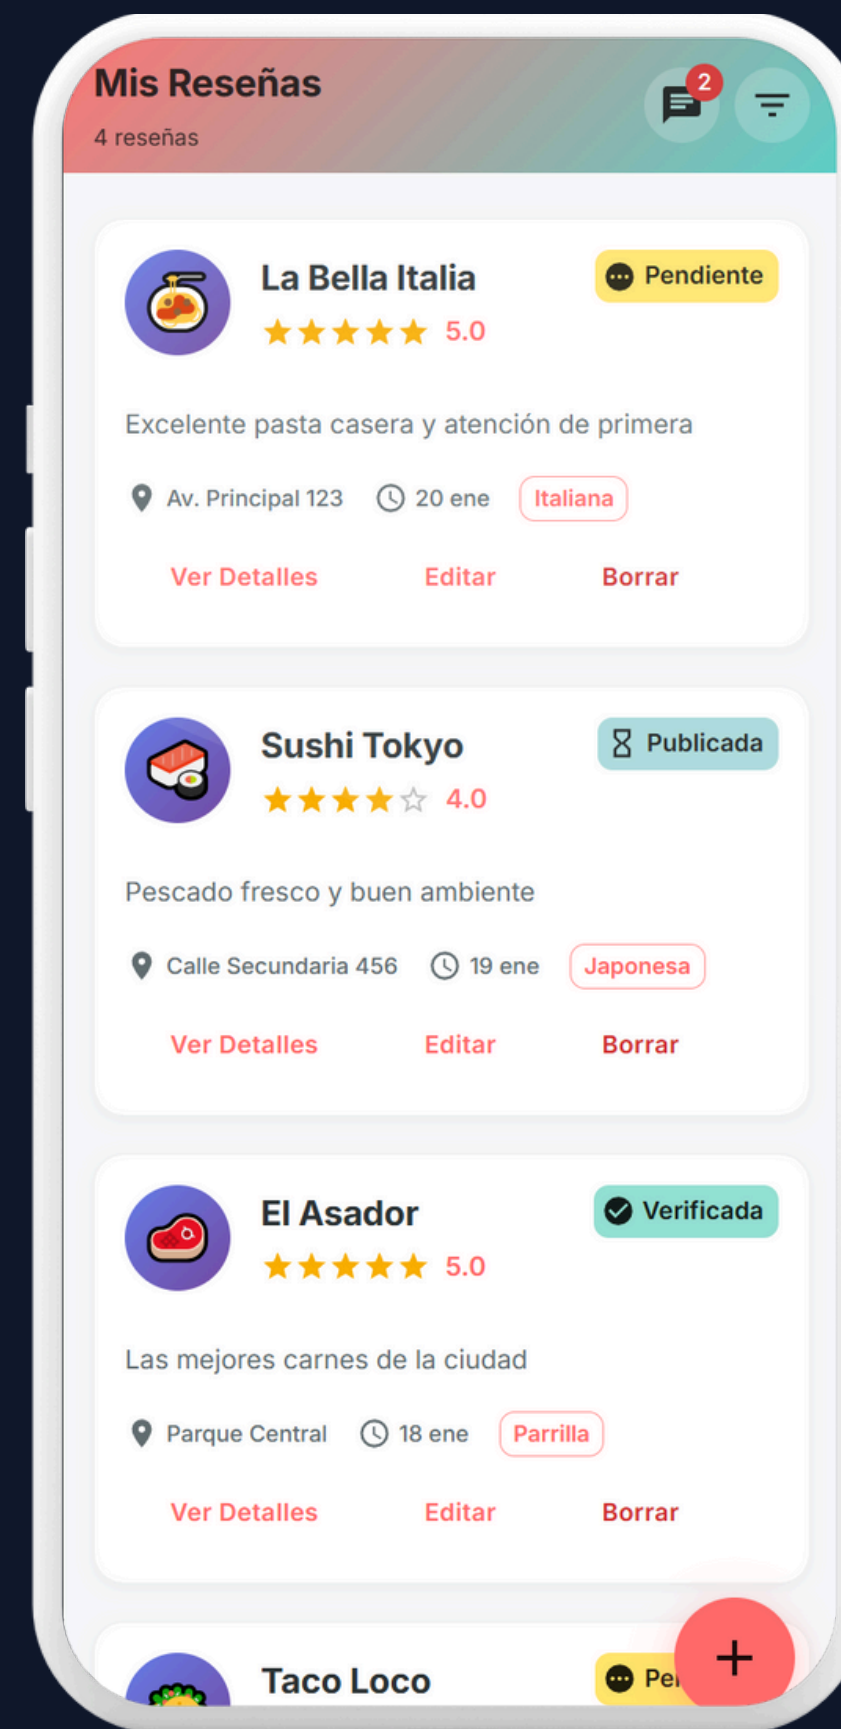 Mis Reseñas
2
4 reseñas
La Bella Italia
Pendiente
5.0
Excelente pasta casera y atención de primera
Av. Principal 123
20 ene
Italiana
Ver Detalles
Editar
Borrar
Sushi Tokyo
Publicada
4.0
Pescado fresco y buen ambiente
Calle Secundaria 456
19 ene
Japonesa
Ver Detalles
Editar
Borrar
El Asador
Verificada
5.0
Las mejores carnes de la ciudad
Parque Central
18 ene
Parrilla
Ver Detalles
Editar
Borrar
Taco Loco
+